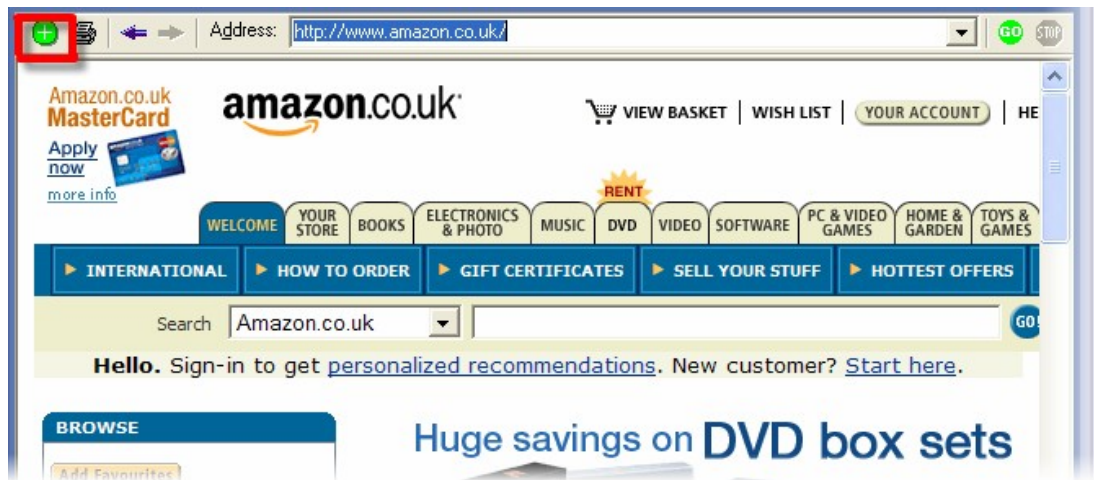 Address: http://www.amazon.co.uk/ GO STOP
Amazon.co.uk
MasterCard
Apply
now
more info
amazon.co.uk
VIEW BASKET | WISH LIST | YOUR ACCOUNT | HE
RENT
WELCOME
YOUR
STORE
BOOKS
ELECTRONICS
& PHOTO
MUSIC
DVD
VIDEO
SOFTWARE
PC & VIDEO
GAMES
HOME &
GARDEN
TOYS &
GAMES
INTERNATIONAL HOW TO ORDER GIFT CERTIFICATES SELL YOUR STUFF HOTTEST OFFERS
Search Amazon.co.uk GO!
Hello. Sign-in to get personalized recommendations. New customer? Start here.
BROWSE
Add Favourites
Huge savings on DVD box sets